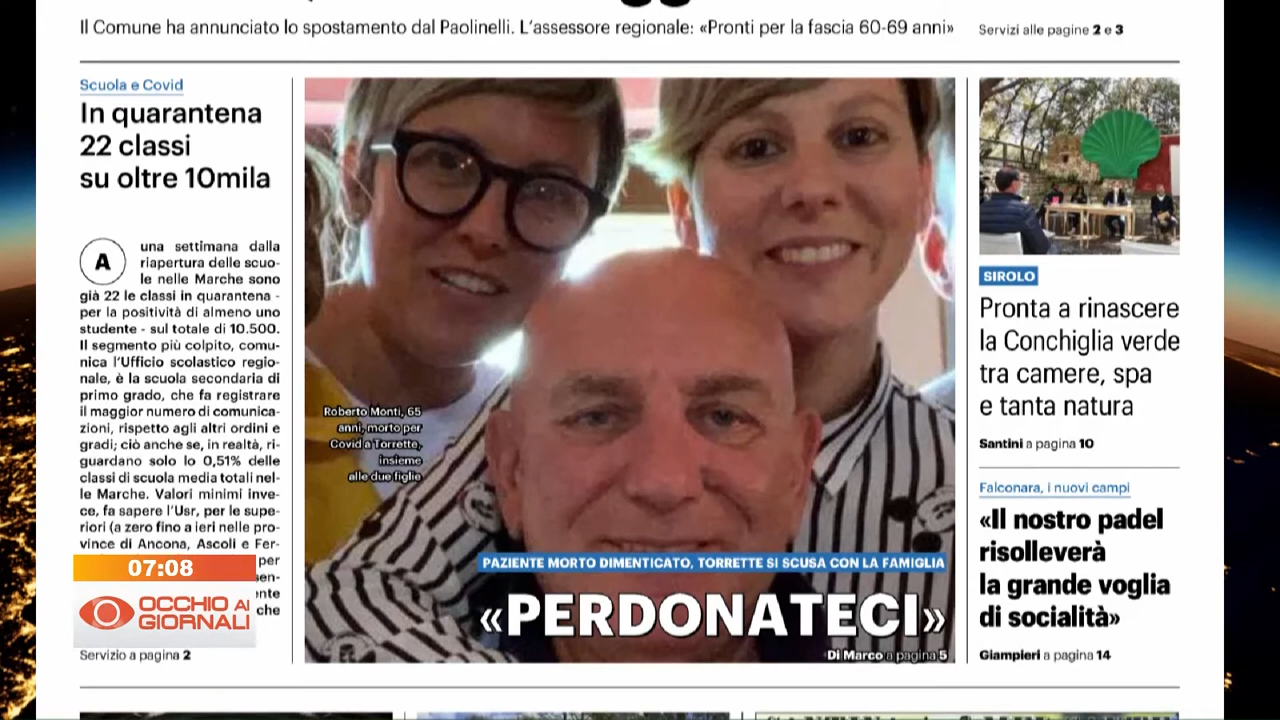 Il Comune ha annunciato lo spostamento dal Paolinelli. L'assessore regionale: «Pronti per la fascia 60-69 anni»
Servizi alle pagine 2 e 3
Scuola e Covid
In quarantena
22 classi
su oltre 10mila
A
una settimana dalla
riapertura delle scuo-
le nelle Marche sono
già 22 le classi in quarantena -
per la positività di almeno uno
studente - sul totale di 10.500.
Il segmento più colpito, comu-
nica l'Ufficio scolastico regio-
nale, è la scuola secondaria di
primo grado, che fa registrare
il maggior numero di comunica-
zioni, rispetto agli altri ordini e
gradi; ciò anche se, in realtà, ri-
guardano solo lo 0,51% delle
classi di scuola media totali nel-
le Marche. Valori minimi inve-
ce, fa sapere l'Usr, per le supe-
riori (a zero fino a ieri nelle pro-
vince di Ancona, Ascoli e Fer-
per
sen-
ente
che
07:08
OCCHIO AI
GIORNALI
Servizio a pagina 2
Roberto Monti, 65
anni, morto per
Covid a Torrette,
insieme
alle due figlie
PAZIENTE MORTO DIMENTICATO, TORRETTE SI SCUSA CON LA FAMIGLIA
«PERDONATECI»
Di Marco a pagina 5
SIROLO
Pronta a rinascere
la Conchiglia verde
tra camere, spa
e tanta natura
Santini a pagina 10
Falconara, i nuovi campi
«Il nostro padel
risolleverà
la grande voglia
di socialità»
Giampieri a pagina 14